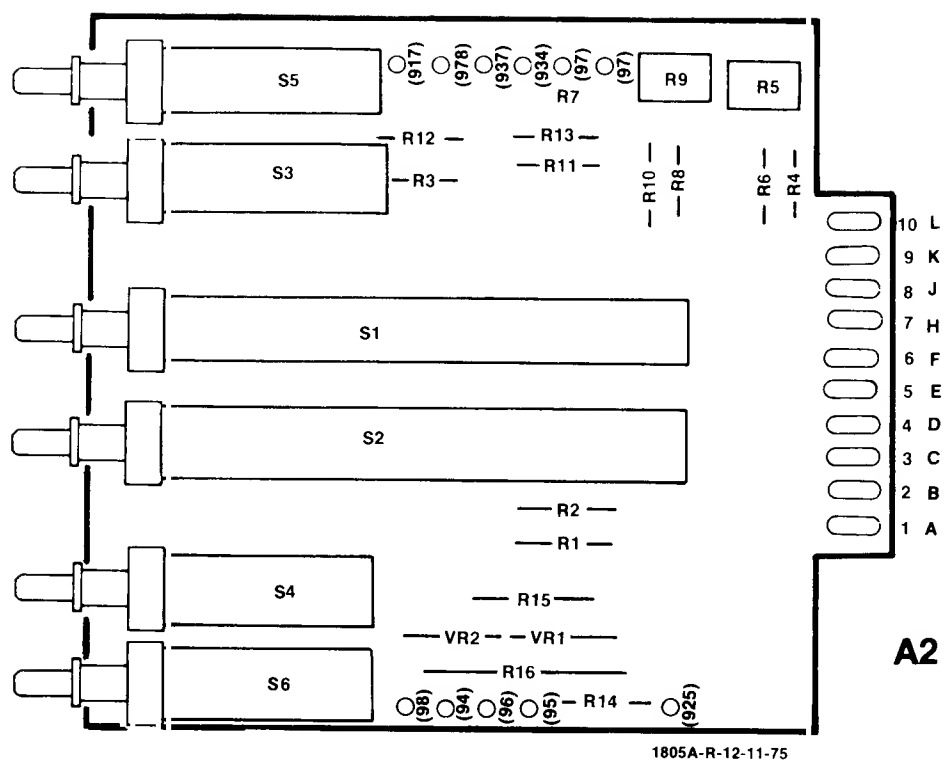 S5
(917)
(978)
(937)
(934)
(97)
(97)
R7
R9
R5
R12
R13
S3
R3
R11
R10
R8
R6
R4
10 L
9 K
8 J
S1
7 H
6 F
5 E
S2
4 D
3 C
2 B
R2
1 A
R1
S4
R15
VR2
VR1
A2
R16
S6
(98)
(94)
(96)
(95)
R14
(925)
1805A-R-12-11-75